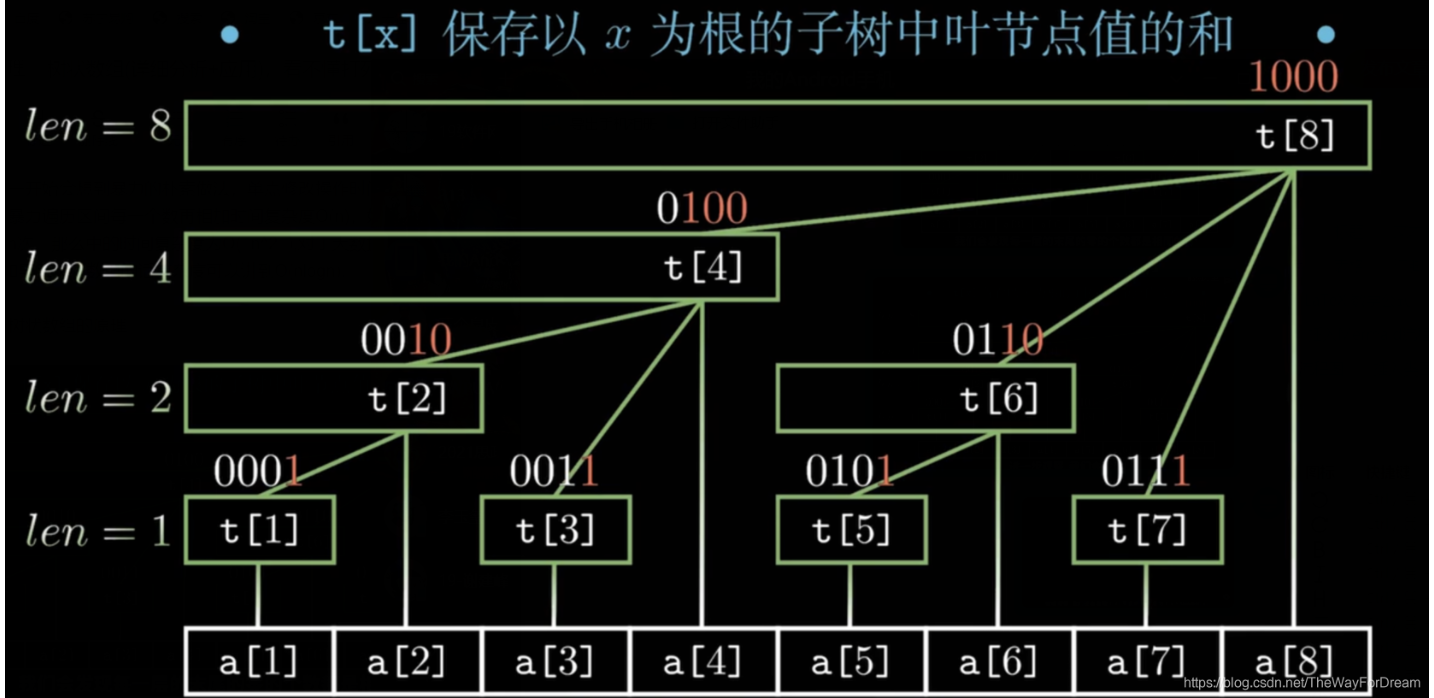 • t[x] 保存以 x 为根的子树中叶节点值的和 •
1000
len = 8 t[8]
0100
len = 4 t[4]
0010 0110
len = 2 t[2] t[6]
0001 0011 0101 0111
len = 1 t[1] t[3] t[5] t[7]
a[1] a[2] a[3] a[4] a[5] a[6] a[7] a[8]
https://blog.csdn.net/TheWayForDream